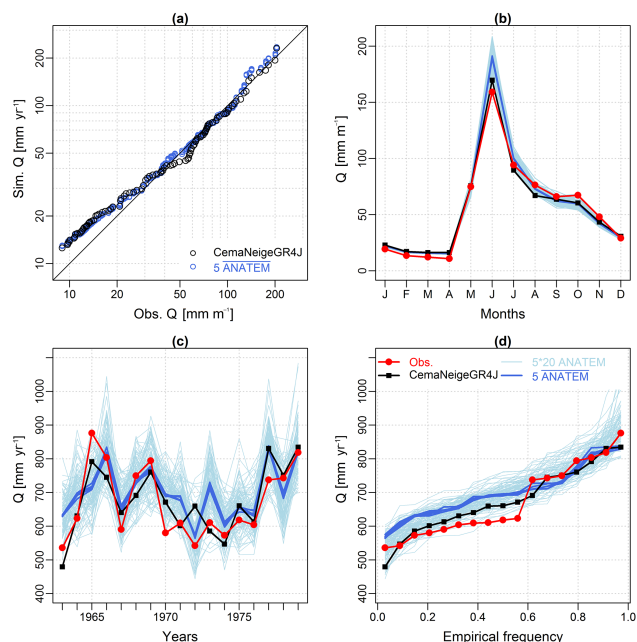 (a)
Sim. Q [mm yr⁻¹]
200
100
50
20
10
CemaNeigeGR4J
5 ANATEM
10 20 50 100 200
Obs. Q [mm m⁻¹]
(b)
Q [mm m⁻¹]
200
150
100
50
0
J F M A M J J A S O N D
Months
(c)
Q [mm yr⁻¹]
1000
900
800
700
600
500
400
1965 1970 1975
Years
(d)
Obs.
CemaNeigeGR4J
5*20 ANATEM
5 ANATEM
Q [mm yr⁻¹]
1000
900
800
700
600
500
400
0.0 0.2 0.4 0.6 0.8 1.0
Empirical frequency